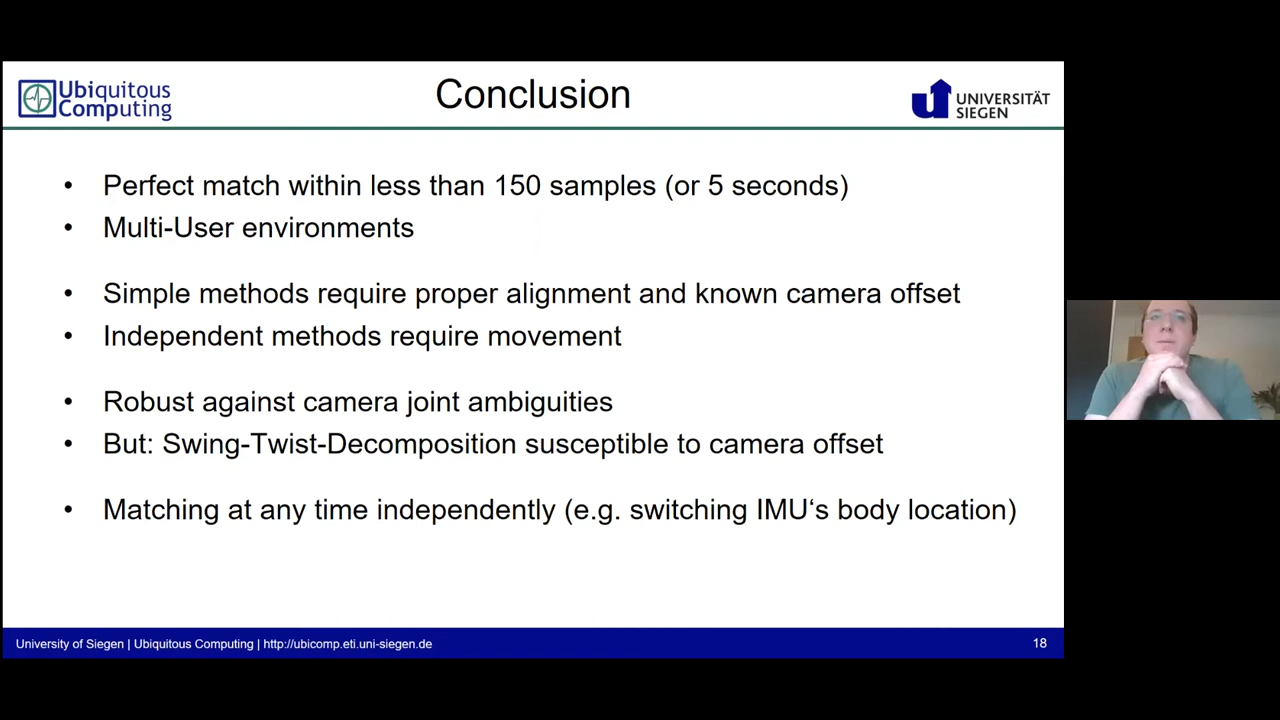 Ubiquitous
Computing
Conclusion
UNIVERSITÄT
SIEGEN
• Perfect match within less than 150 samples (or 5 seconds)
• Multi-User environments
• Simple methods require proper alignment and known camera offset
• Independent methods require movement
• Robust against camera joint ambiguities
• But: Swing-Twist-Decomposition susceptible to camera offset
• Matching at any time independently (e.g. switching IMU‘s body location)
University of Siegen | Ubiquitous Computing | http://ubicomp.eti.uni-siegen.de
18